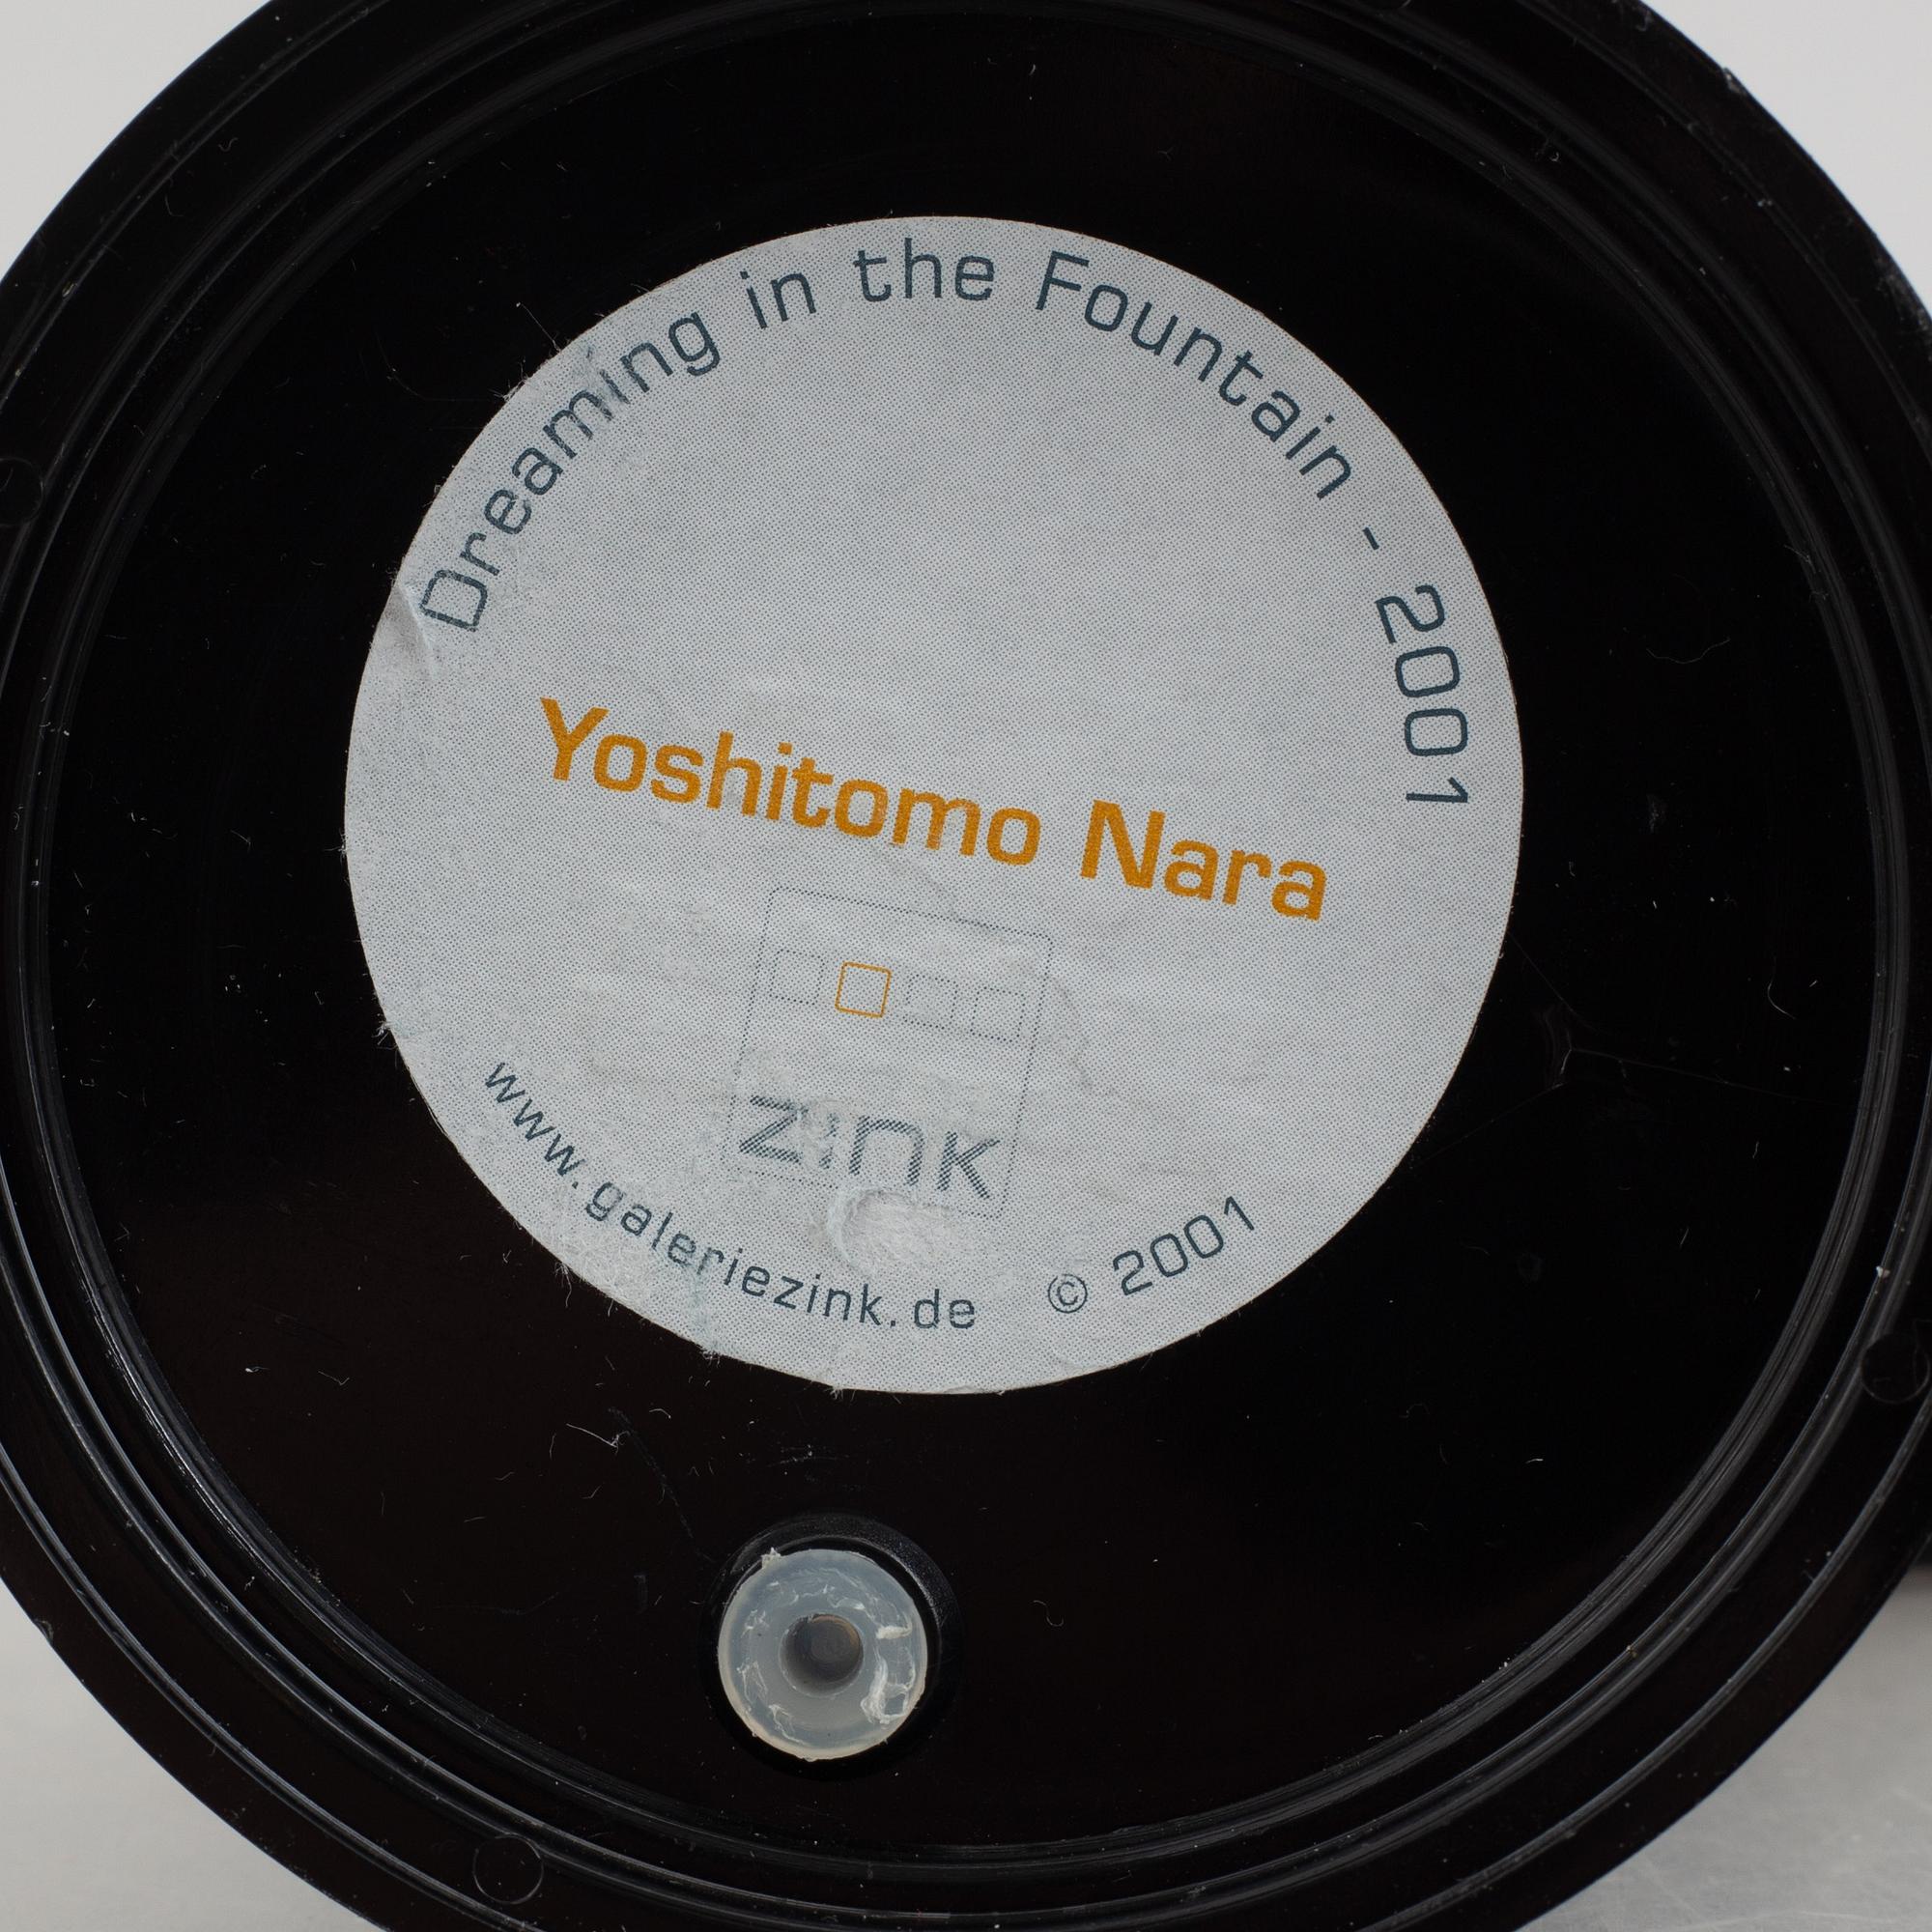 Dreaming in the Fountain - 2001
Yoshitomo Nara
zink
www.galeriezink.de © 2001